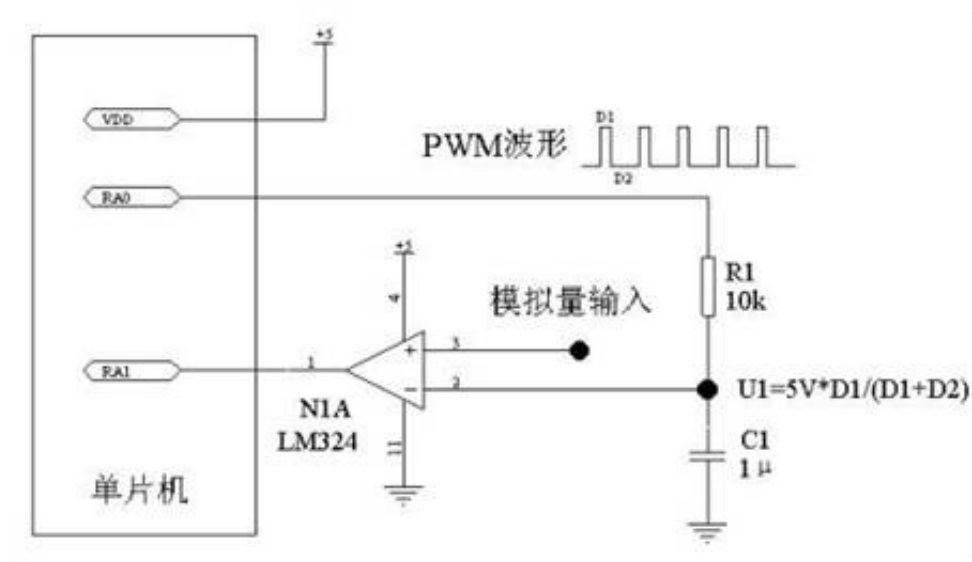 +5
VDD
D1
PWM波形
D2
RA0
+5
R1
10k
4
模拟量输入
+
3
1
RA1
−
2
U1=5V*D1/(D1+D2)
N1A
LM324
11
C1
1μ
单片机